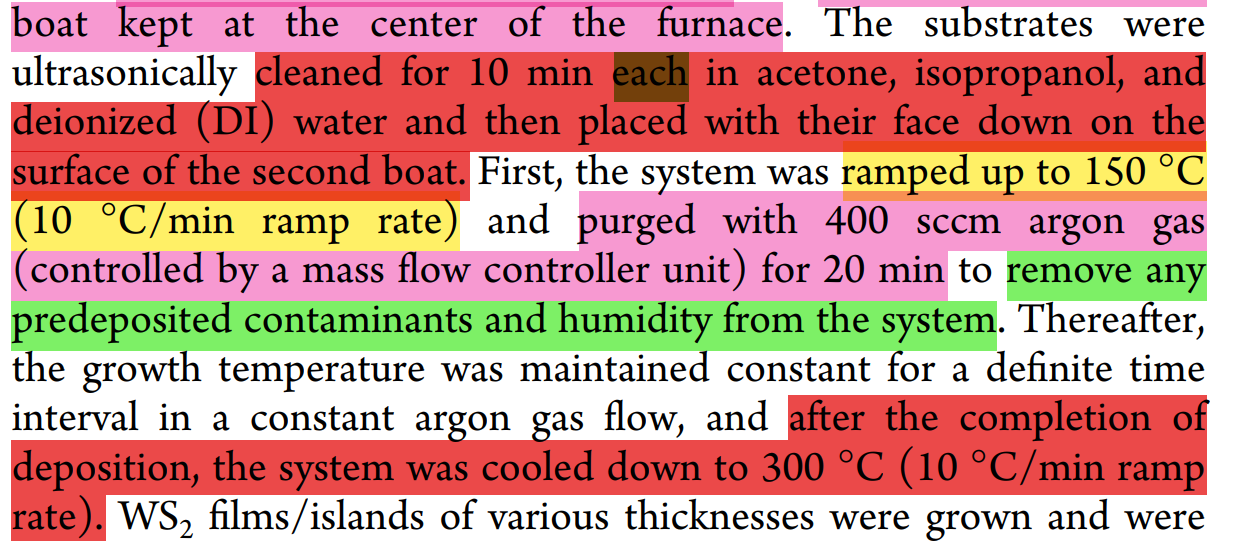 boat kept at the center of the furnace. The substrates were
ultrasonically cleaned for 10 min each in acetone, isopropanol, and
deionized (DI) water and then placed with their face down on the
surface of the second boat. First, the system was ramped up to 150 °C
(10 °C/min ramp rate) and purged with 400 sccm argon gas
(controlled by a mass flow controller unit) for 20 min to remove any
predeposited contaminants and humidity from the system. Thereafter,
the growth temperature was maintained constant for a definite time
interval in a constant argon gas flow, and after the completion of
deposition, the system was cooled down to 300 °C (10 °C/min ramp
rate). WS₂ films/islands of various thicknesses were grown and were